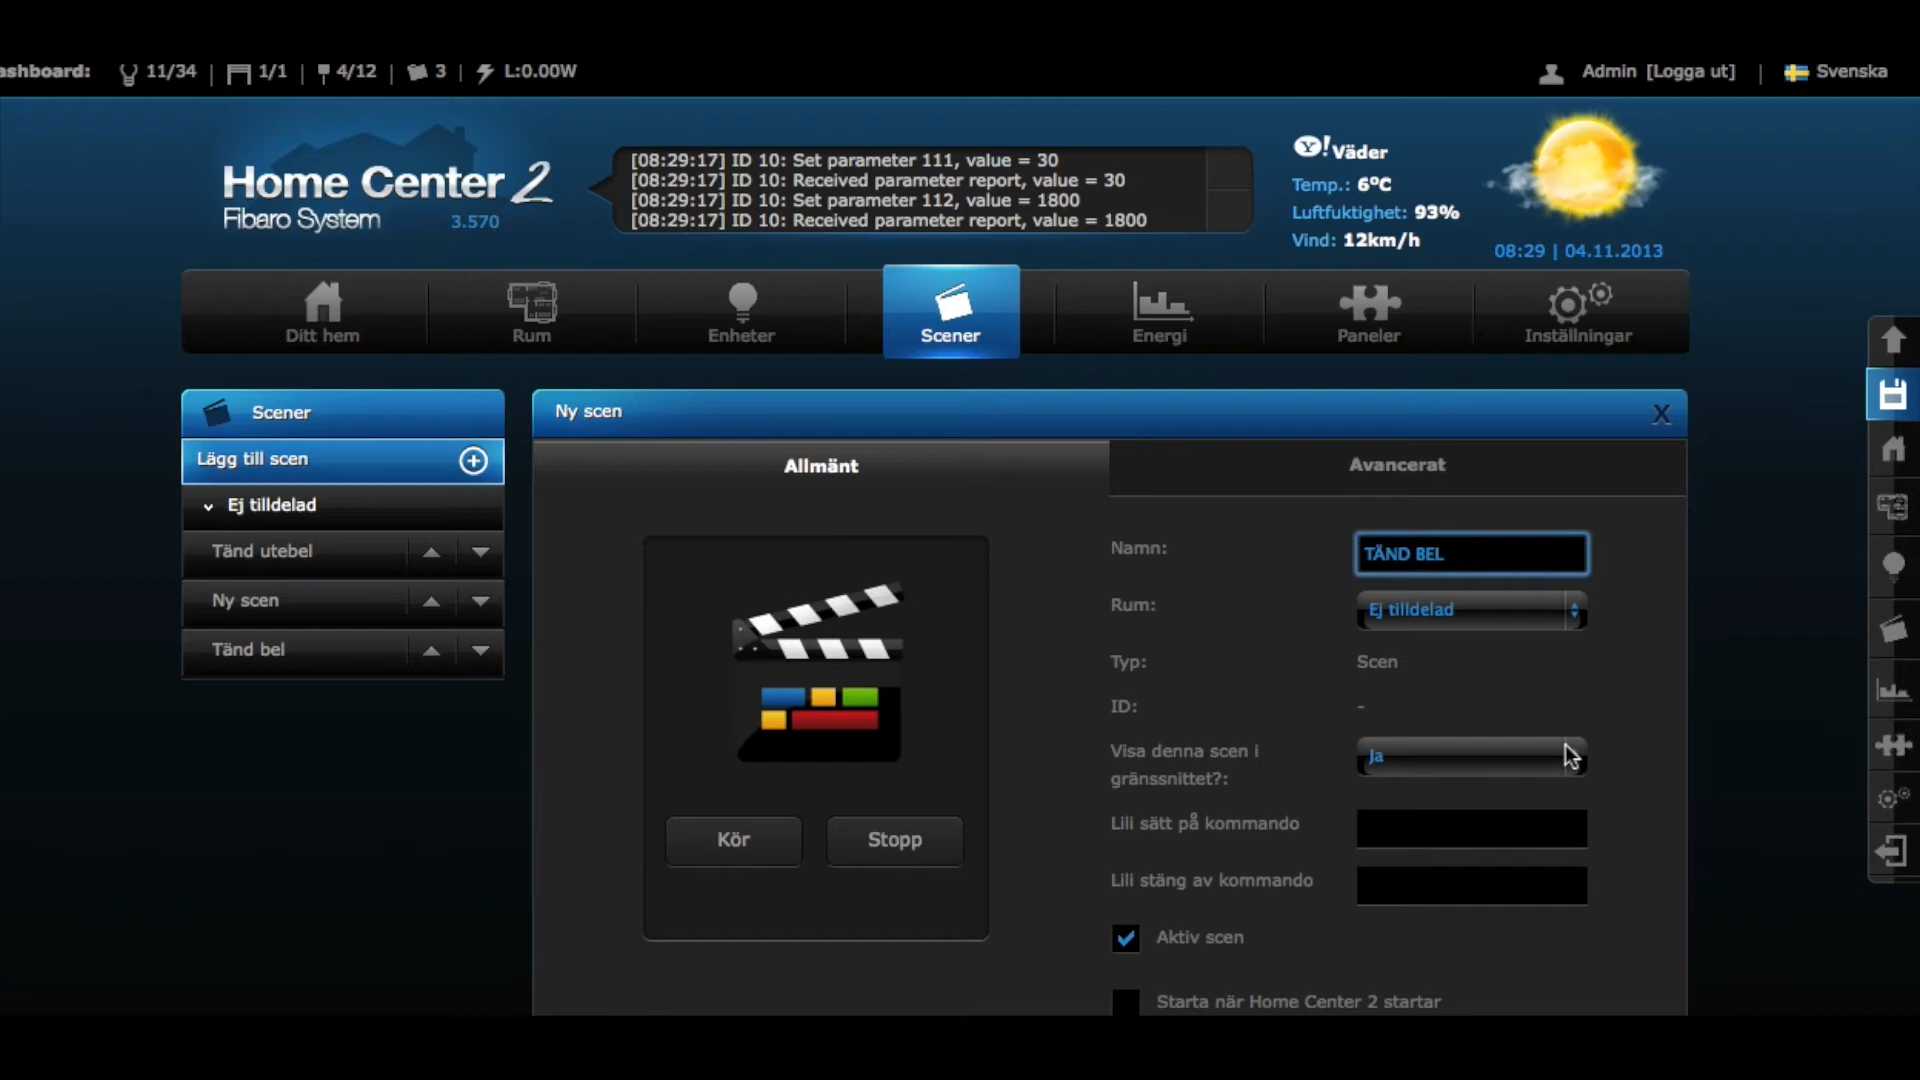 ashboard: 11/34 | 1/1 | 4/12 | 3 | L:0.00W
Admin [Logga ut] | Svenska
Home Center 2
Fibaro System 3.570
[08:29:17] ID 10: Set parameter 111, value = 30
[08:29:17] ID 10: Received parameter report, value = 30
[08:29:17] ID 10: Set parameter 112, value = 1800
[08:29:17] ID 10: Received parameter report, value = 1800
Y! Väder
Temp.: 6°C
Luftfuktighet: 93%
Vind: 12km/h
08:29 | 04.11.2013
Ditt hem
Rum
Enheter
Scener
Energi
Paneler
Inställningar
Scener
Lägg till scen
Ej tilldelad
Tänd utebel
Ny scen
Tänd bel
Ny scen X
Allmänt
Avancerat
Kör
Stopp
Namn: TÄND BEL
Rum: Ej tilldelad
Typ: Scen
ID: -
Visa denna scen i
gränssnittet?: Ja
Lili sätt på kommando
Lili stäng av kommando
Aktiv scen
Starta när Home Center 2 startar